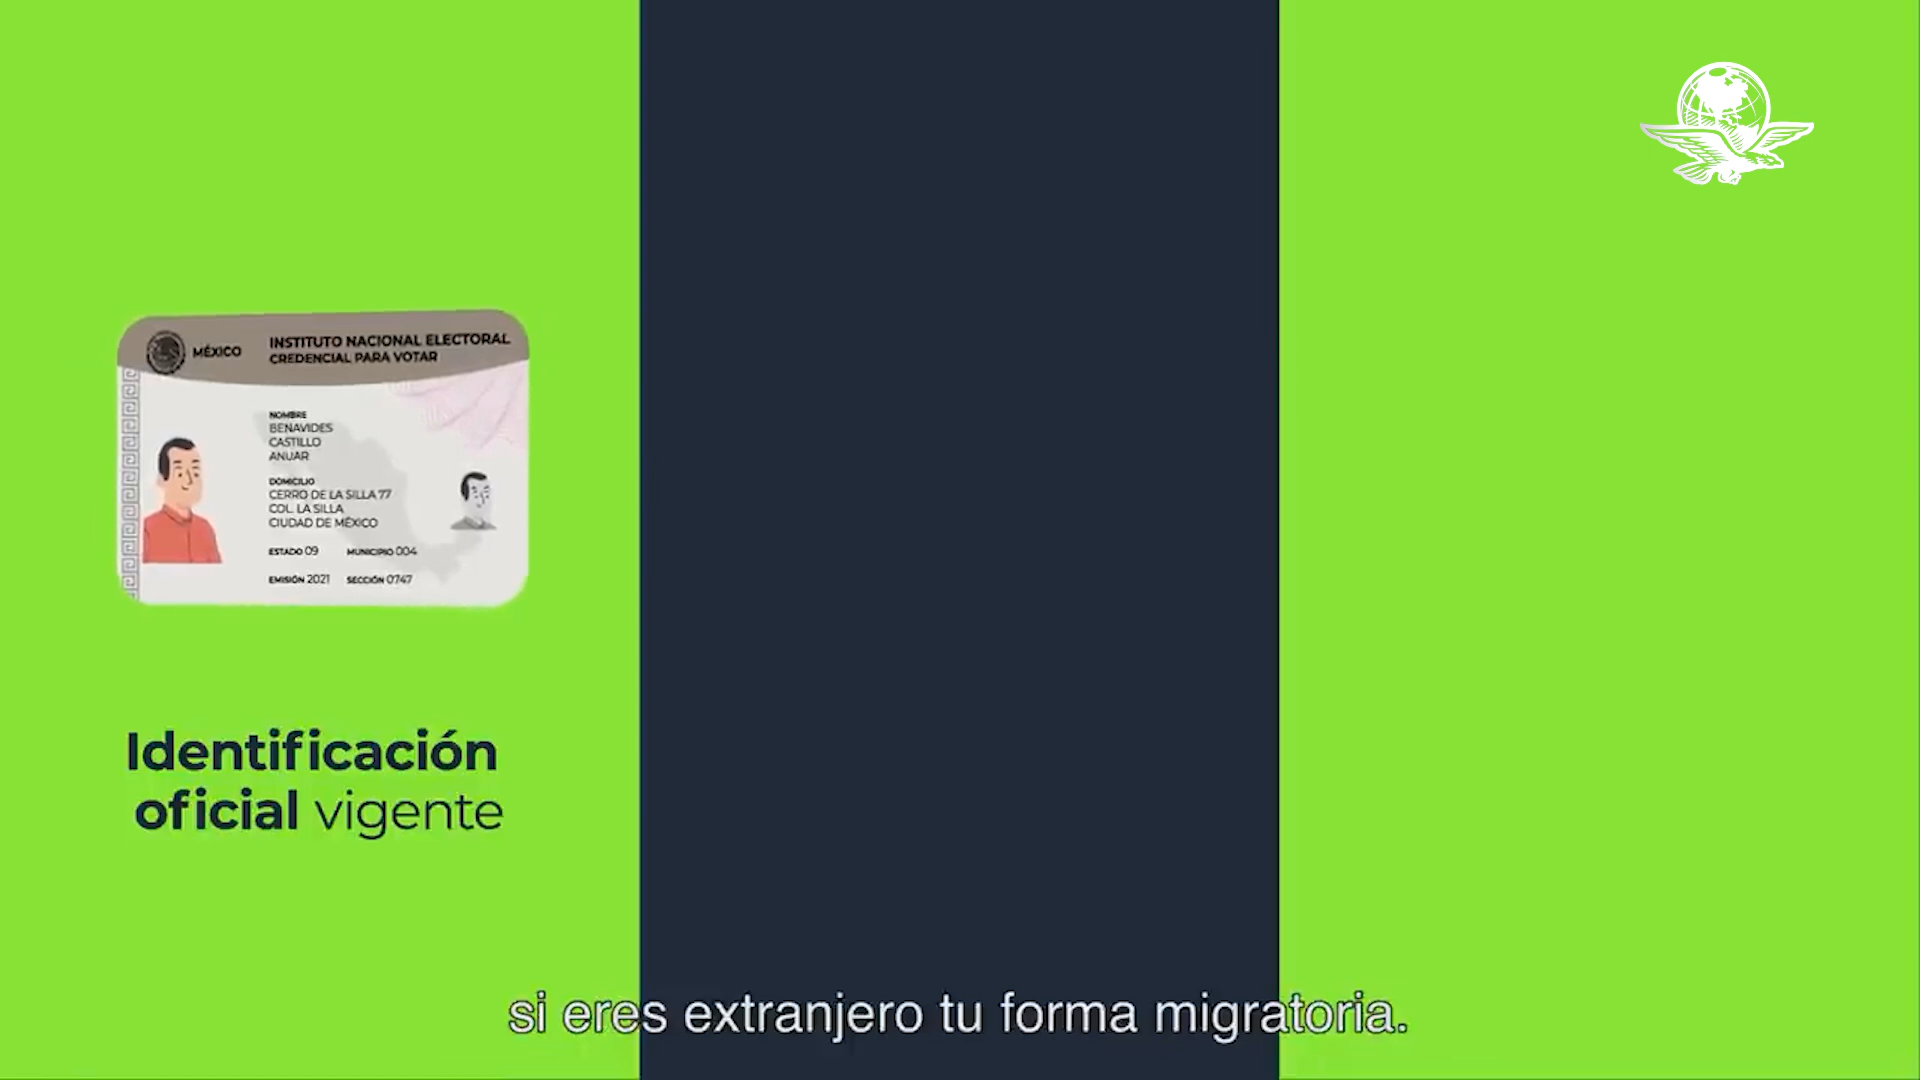 MÉXICO
INSTITUTO NACIONAL ELECTORAL
CREDENCIAL PARA VOTAR
NOMBRE
BENAVIDES
CASTILLO
ANUAR
DOMICILIO
CERRO DE LA SILLA 77
COL. LA SILLA
CIUDAD DE MÉXICO
ESTADO 09 MUNICIPIO 004
EMISIÓN 2021 SECCIÓN 0747
Identificación
oficial vigente
si eres extranjero tu forma migratoria.